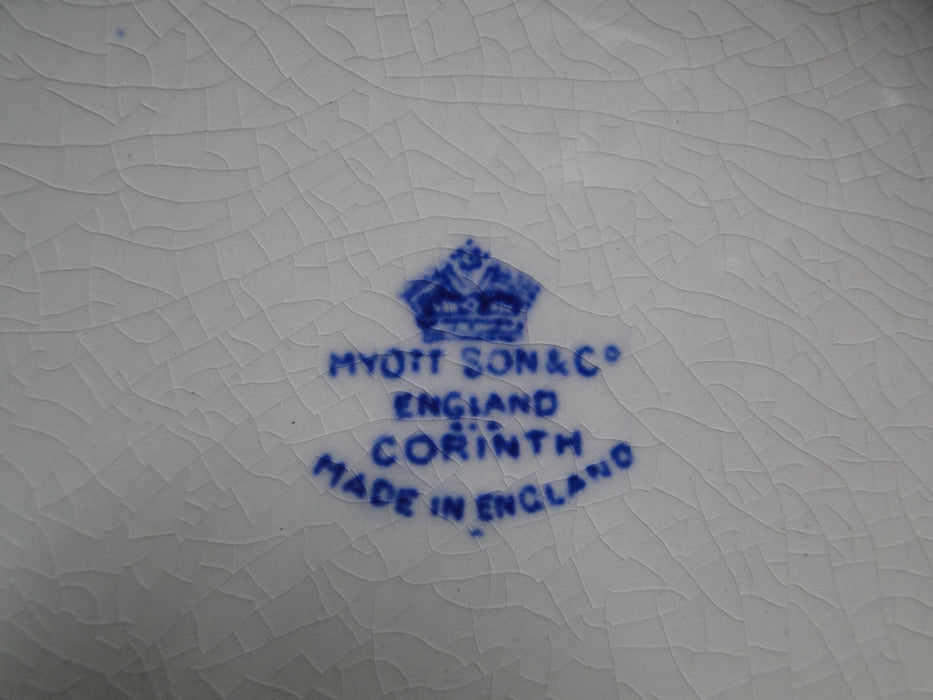 MYOTT SON & Cº
ENGLAND
CORINTH
MADE IN ENGLAND